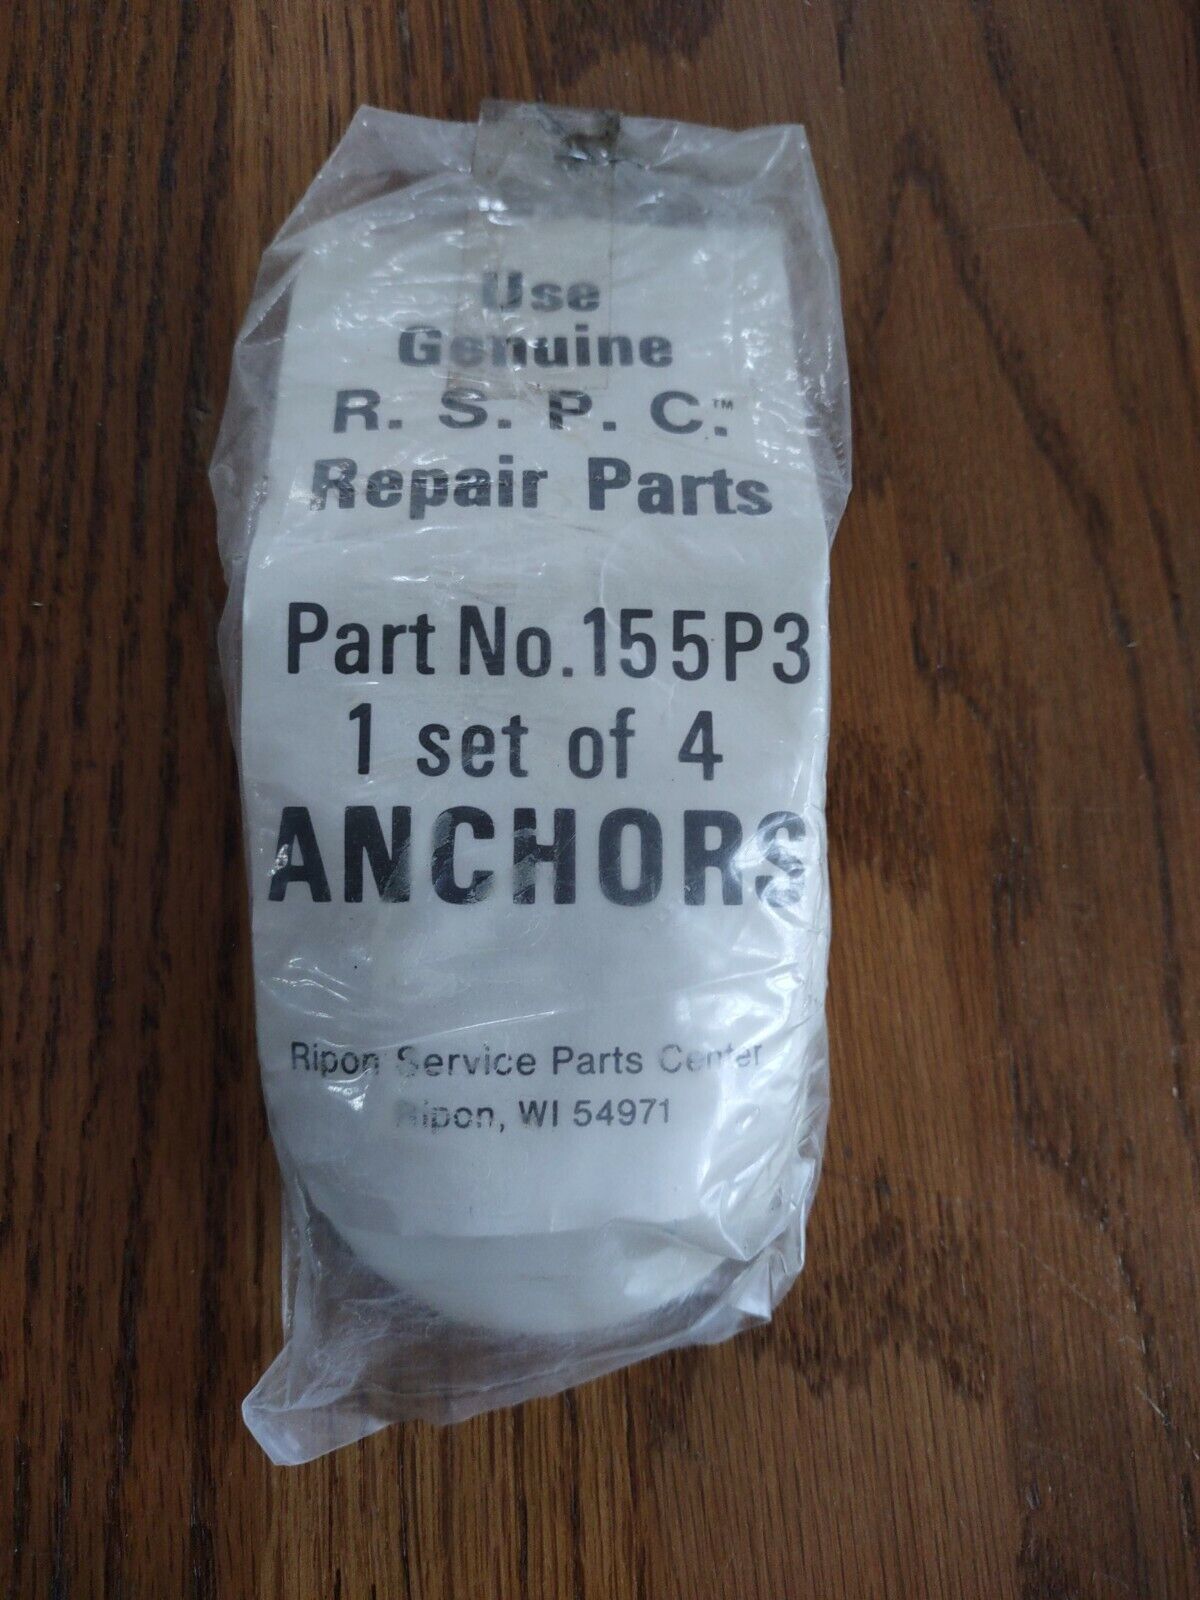 Use
Genuine
R. S. P. C.™
Repair Parts
Part No. 155P3
1 set of 4
ANCHORS
Ripon Service Parts Center
Ripon, WI 54971